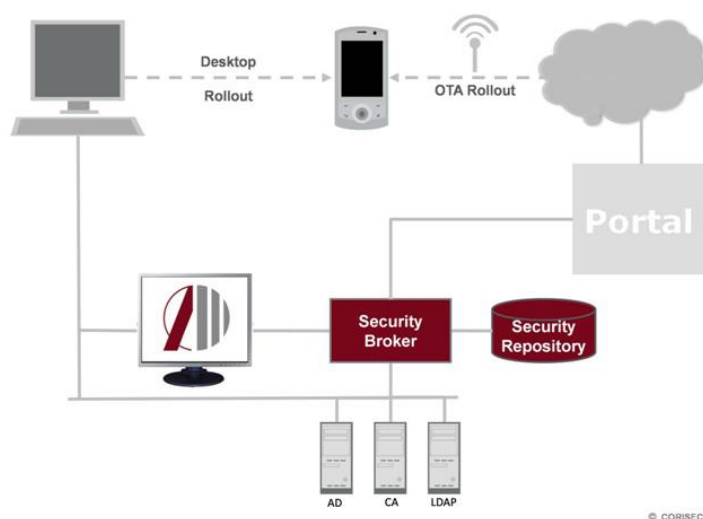 Desktop
Rollout
OTA Rollout
Portal
Security
Broker
Security
Repository
AD
CA
LDAP
© CORISEC